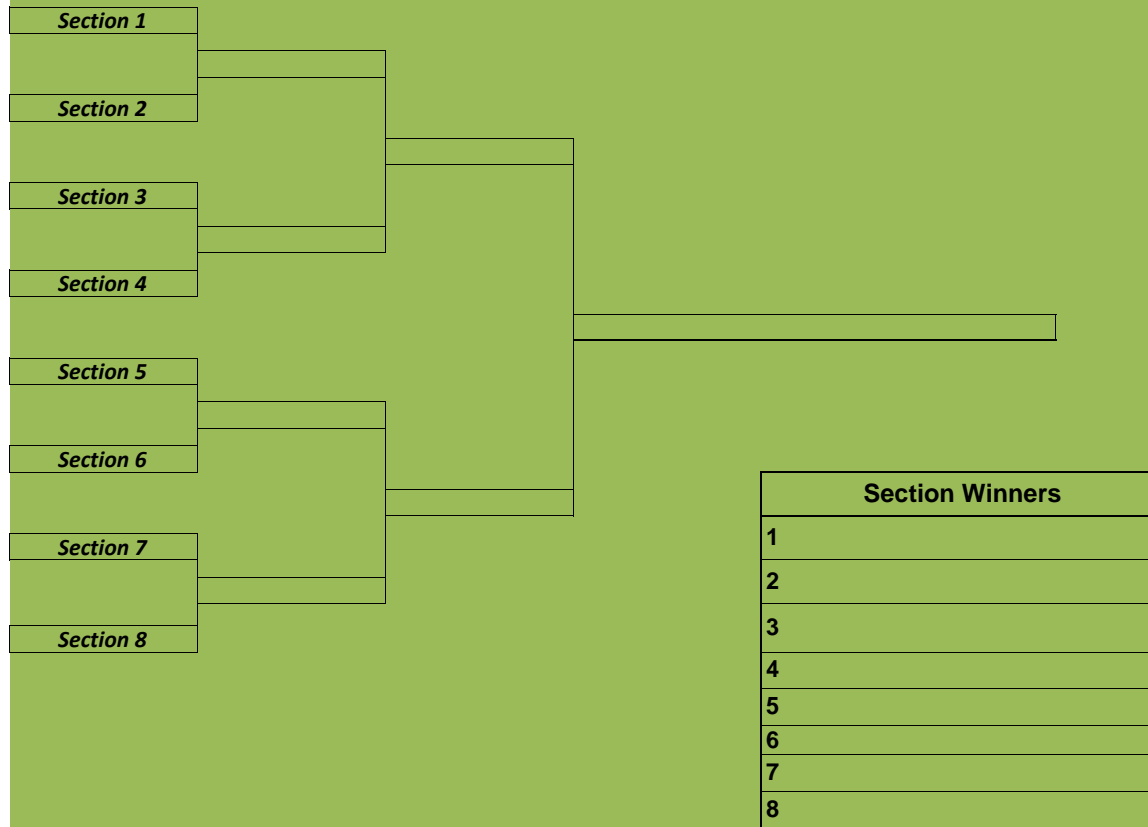 Section 1
Section 2
Section 3
Section 4
Section 5
Section 6
Section 7
Section 8
Section Winners
1
2
3
4
5
6
7
8